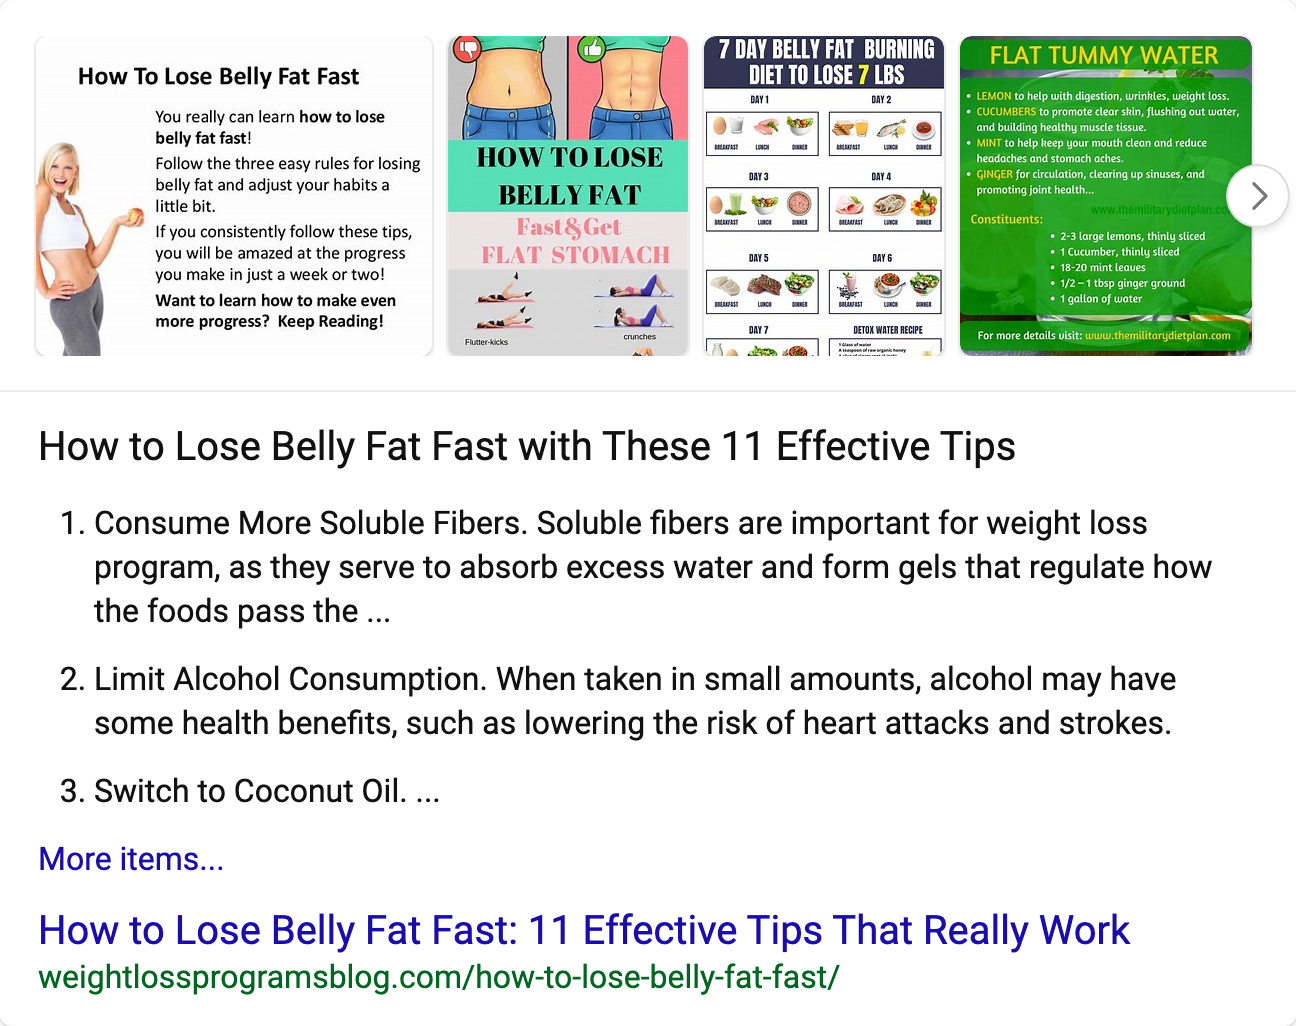 How To Lose Belly Fat Fast
You really can learn how to lose
belly fat fast!
Follow the three easy rules for losing
belly fat and adjust your habits a
little bit.
If you consistently follow these tips,
you will be amazed at the progress
you make in just a week or two!
Want to learn how to make even
more progress? Keep Reading!
HOW TO LOSE
BELLY FAT
Fast&Get
FLAT STOMACH
Flutter-kicks
crunches
7 DAY BELLY FAT BURNING
DIET TO LOSE 7 LBS
DAY 1 DAY 2
BREAKFAST LUNCH DINNER BREAKFAST LUNCH DINNER
DAY 3 DAY 4
BREAKFAST LUNCH DINNER BREAKFAST LUNCH DINNER
DAY 5 DAY 6
BREAKFAST LUNCH DINNER BREAKFAST LUNCH DINNER
DAY 7 DETOX WATER RECIPE
1 Glass of water
A teaspoon of raw organic honey
FLAT TUMMY WATER
• LEMON to help with digestion, wrinkles, weight loss.
• CUCUMBERS to promote clear skin, flushing out water,
and building healthy muscle tissue.
• MINT to help keep your mouth clean and reduce
headaches and stomach aches.
• GINGER for circulation, clearing up sinuses, and
promoting joint health...
www.themilitarydietplan.co
Constituents:
• 2-3 large lemons, thinly sliced
• 1 Cucumber, thinly sliced
• 18-20 mint leaves
• 1/2 – 1 tbsp ginger ground
• 1 gallon of water
For more details visit: www.themilitarydietplan.com
How to Lose Belly Fat Fast with These 11 Effective Tips
1. Consume More Soluble Fibers. Soluble fibers are important for weight loss
program, as they serve to absorb excess water and form gels that regulate how
the foods pass the ...
2. Limit Alcohol Consumption. When taken in small amounts, alcohol may have
some health benefits, such as lowering the risk of heart attacks and strokes.
3. Switch to Coconut Oil. ...
More items...
How to Lose Belly Fat Fast: 11 Effective Tips That Really Work
weightlossprogramsblog.com/how-to-lose-belly-fat-fast/